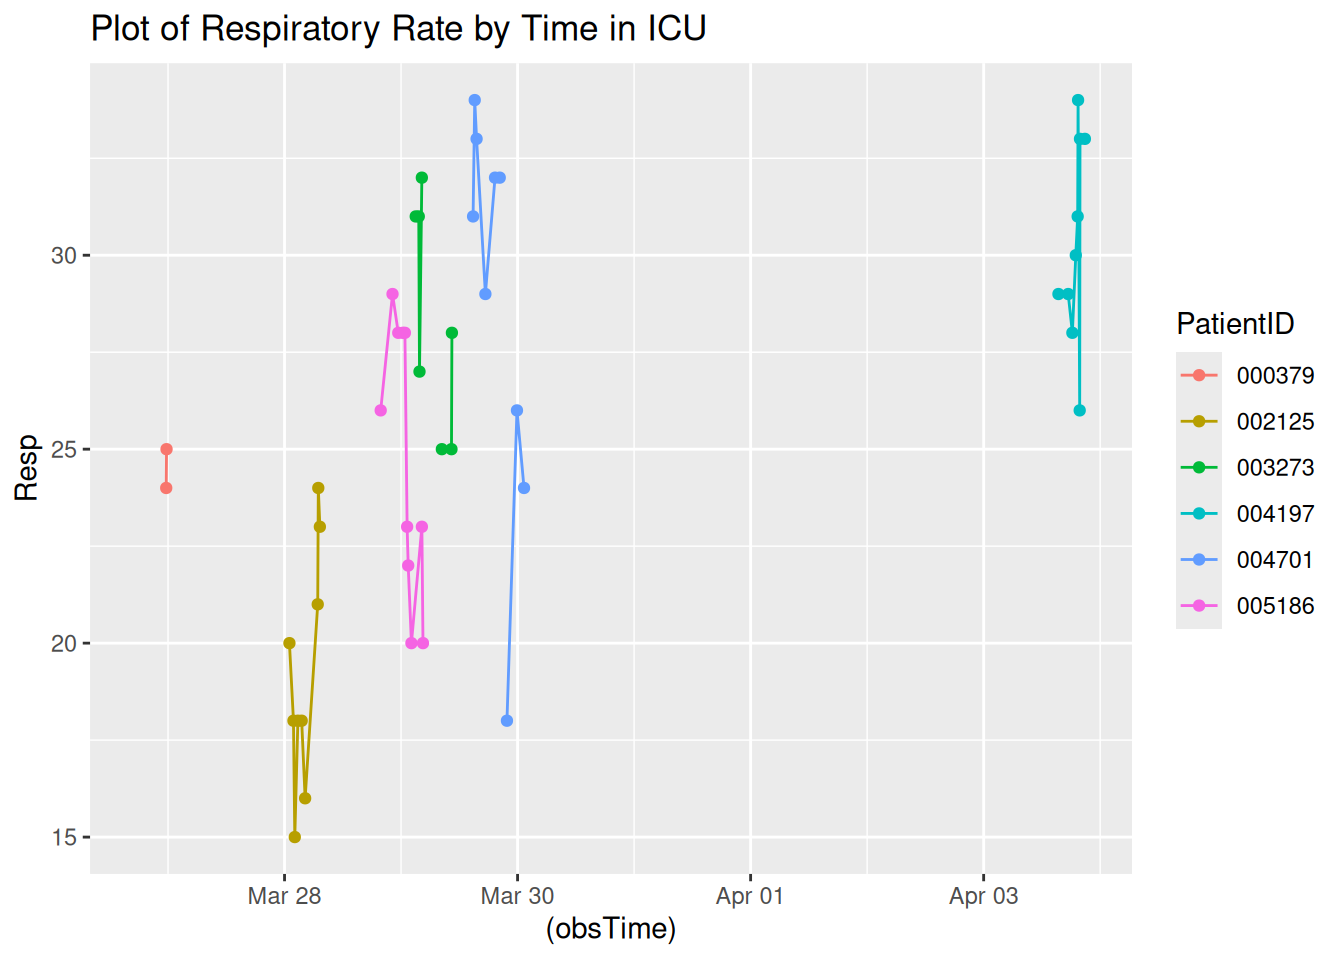 Plot of Respiratory Rate by Time in ICU
Resp
30
25
20
15
Mar 28
Mar 30
Apr 01
Apr 03
(obsTime)
PatientID
000379
002125
003273
004197
004701
005186